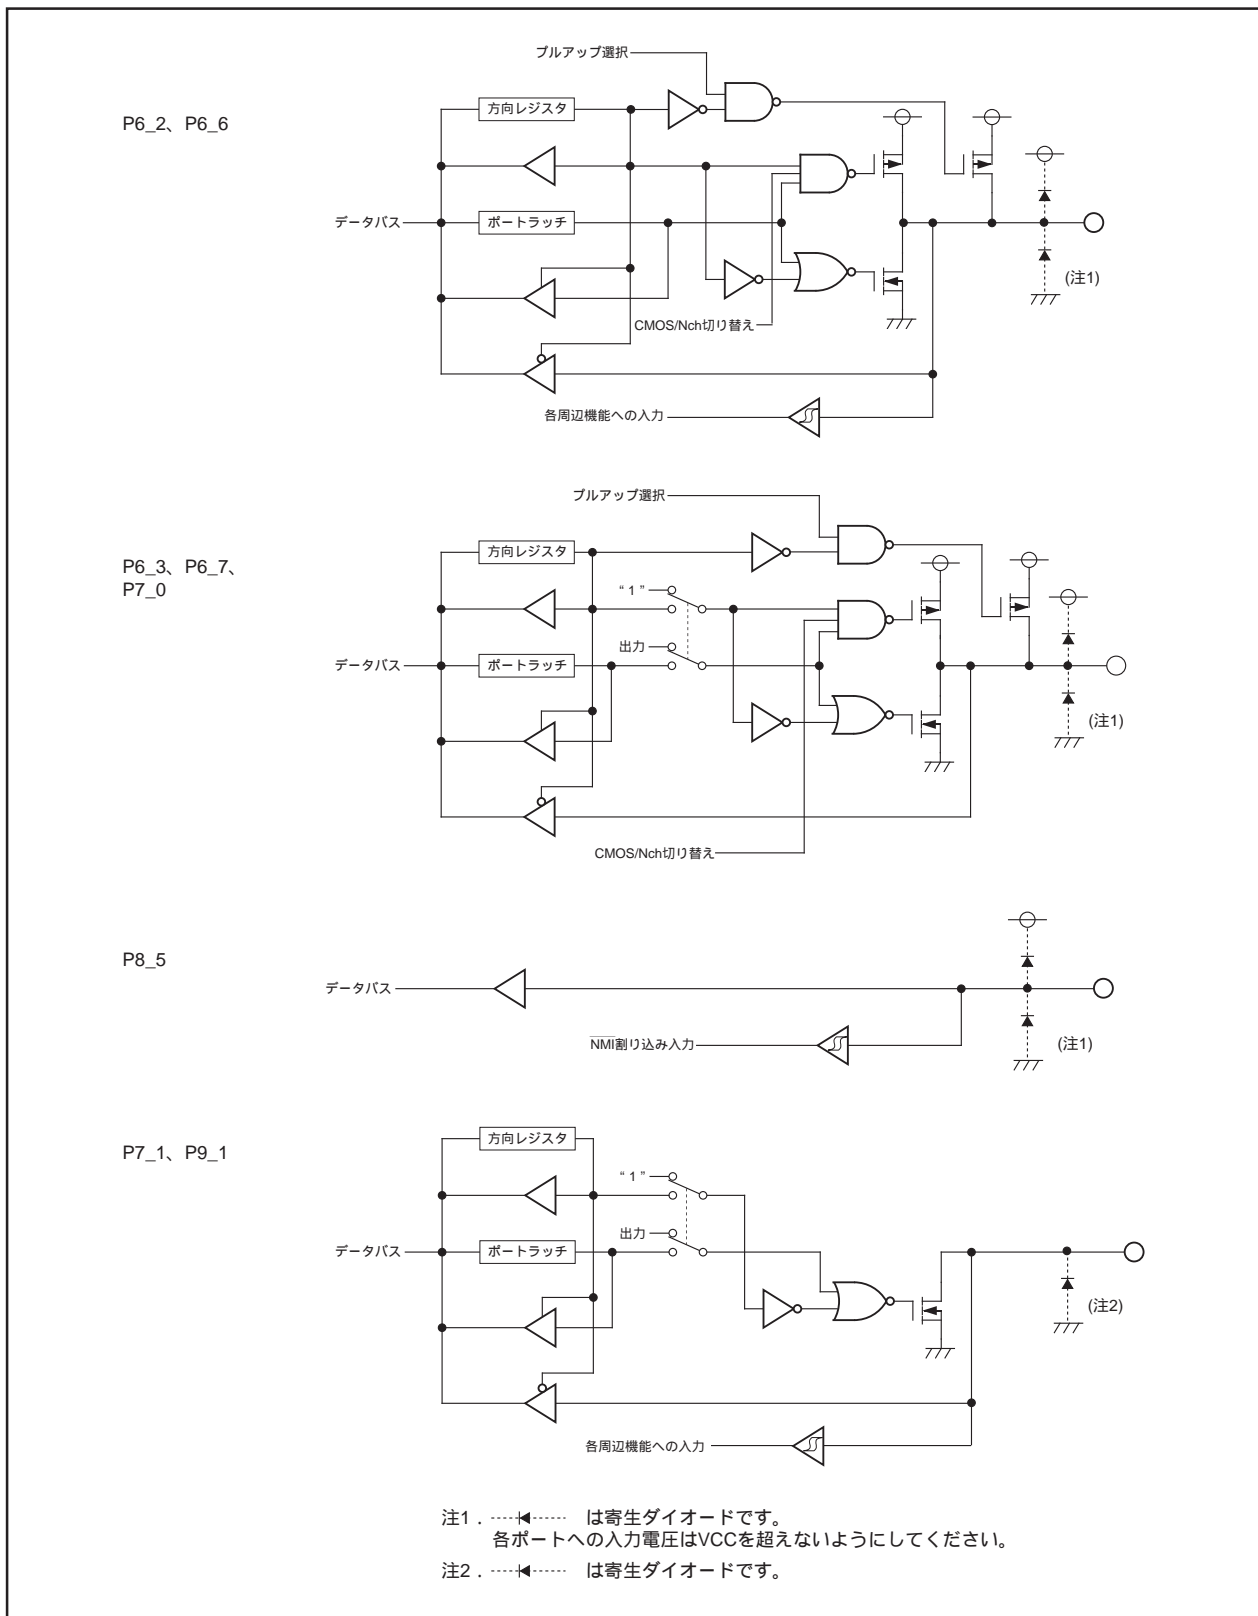 プルアップ選択
P6_2、P6_6
方向レジスタ
データバス
ポートラッチ
(注1)
CMOS/Nch切り替え
各周辺機能への入力
プルアップ選択
P6_3、P6_7、
P7_0
方向レジスタ
“ 1 ”
出力
データバス
ポートラッチ
(注1)
CMOS/Nch切り替え
P8_5
データバス
NMI割り込み入力
(注1)
P7_1、P9_1
方向レジスタ
“ 1 ”
出力
データバス
ポートラッチ
(注2)
各周辺機能への入力
注1 . は寄生ダイオードです。
各ポートへの入力電圧はVCCを超えないようにしてください。
注2 . は寄生ダイオードです。